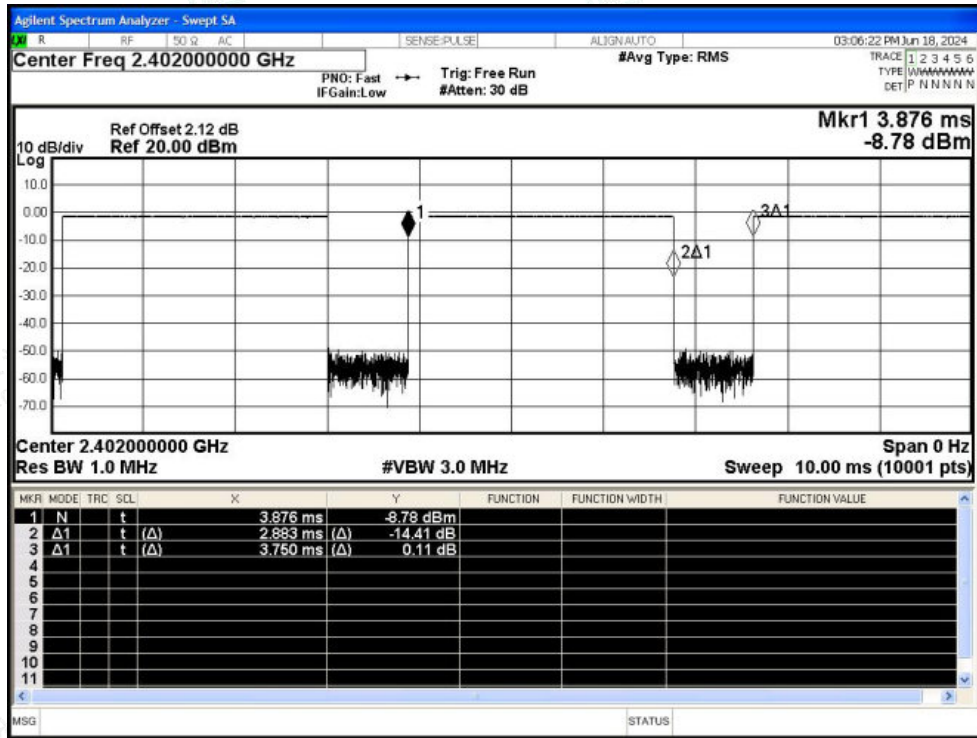 Agilent Spectrum Analyzer - Swept SA
R RF 50 Ω AC SENSE:PULSE ALIGNAUTO 03:06:22 PM Jun 18, 2024
Center Freq 2.402000000 GHz
#Avg Type: RMS
TRACE 1 2 3 4 5 6
PNO: Fast
Trig: Free Run
TYPE
IFGain:Low
#Atten: 30 dB
DET P N N N N N
Mkr1 3.876 ms
-8.78 dBm
Ref Offset 2.12 dB
10 dB/div Ref 20.00 dBm
Log
10.0
0.00
1
3Δ1
-10.0
2Δ1
-20.0
-30.0
-40.0
-50.0
-60.0
-70.0
Center 2.402000000 GHz Span 0 Hz
Res BW 1.0 MHz #VBW 3.0 MHz Sweep 10.00 ms (10001 pts)
MKR MODE TRC SCL X Y FUNCTION FUNCTION WIDTH FUNCTION VALUE
1 N t 3.876 ms -8.78 dBm
2 Δ1 t (Δ) 2.883 ms (Δ) -14.41 dB
3 Δ1 t (Δ) 3.750 ms (Δ) 0.11 dB
4
5
6
7
8
9
10
11
MSG STATUS